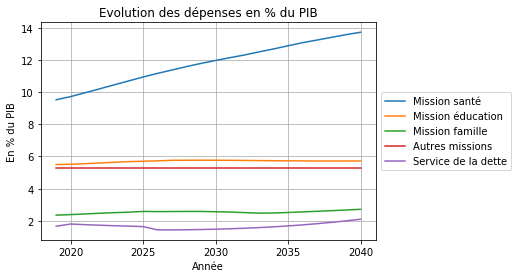 Evolution des dépenses en % du PIB
14
12
10
8
6
4
2
En % du PIB
2020
2025
2030
2035
2040
Année
Mission santé
Mission éducation
Mission famille
Autres missions
Service de la dette